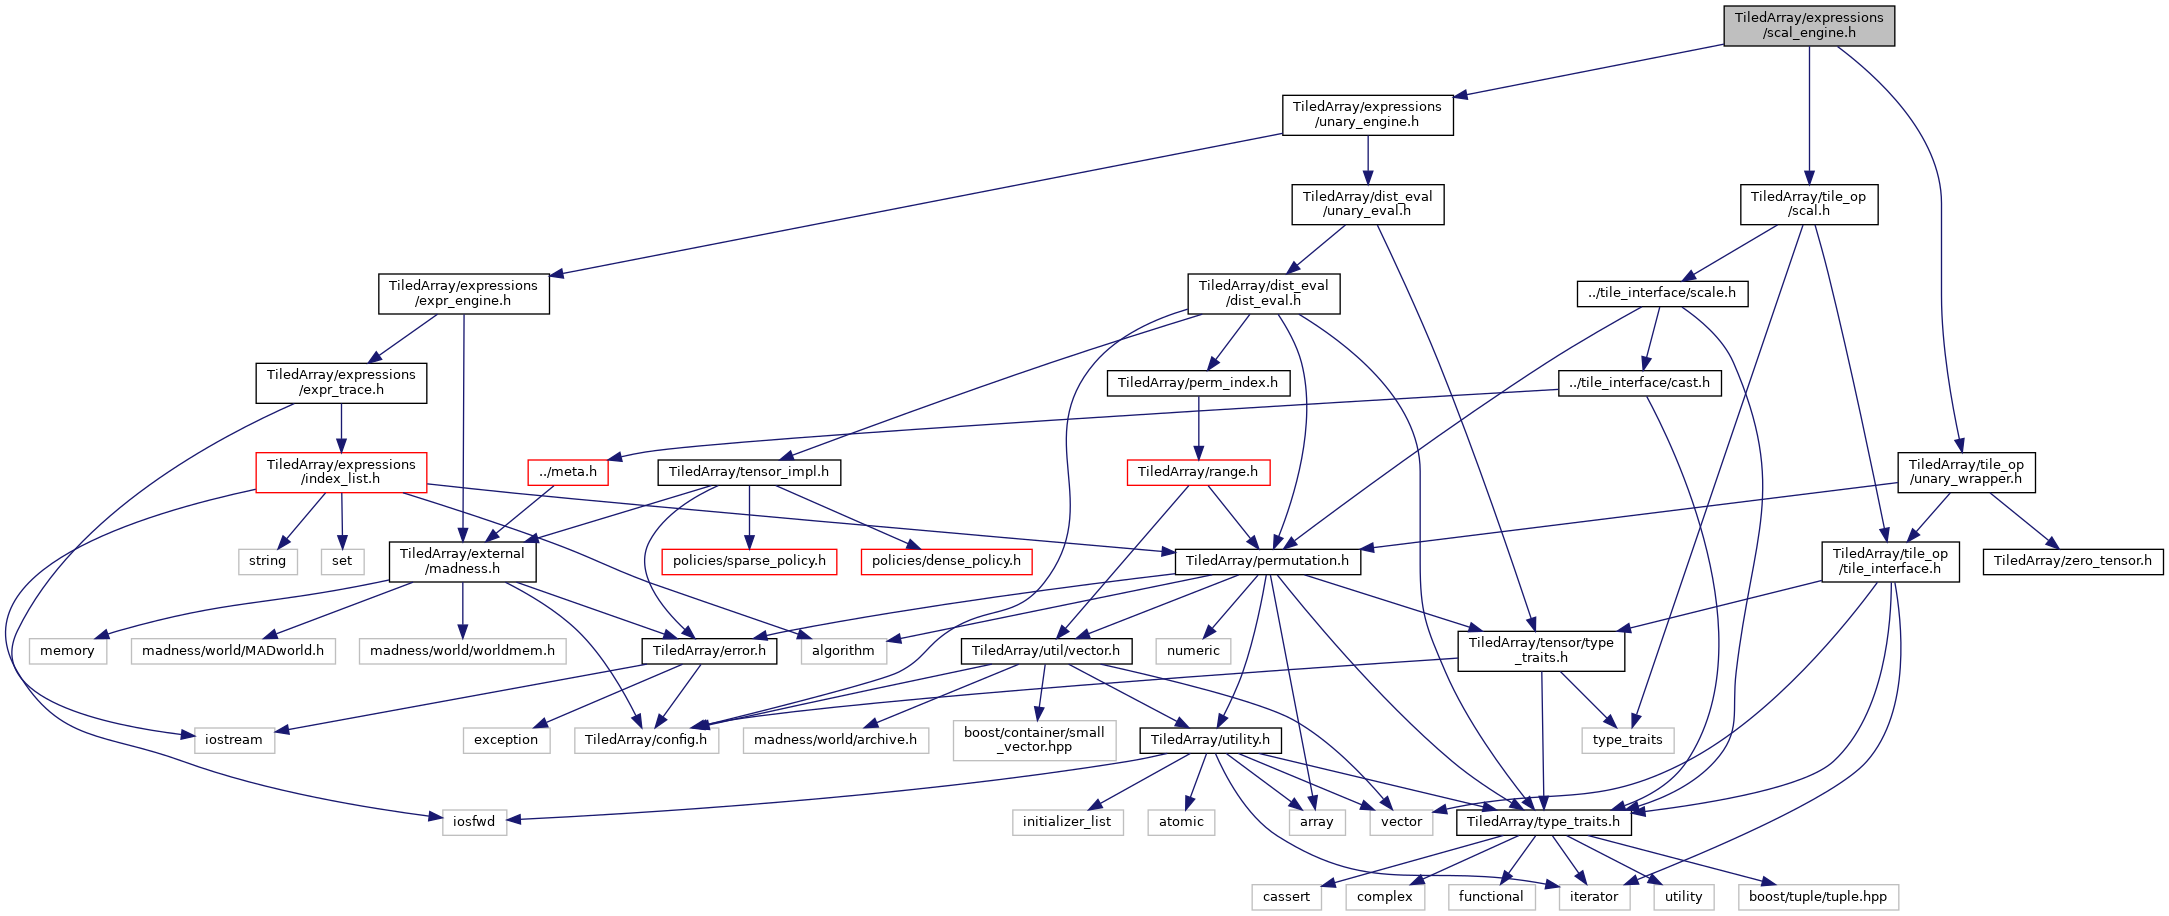 TiledArray/expressions
/scal_engine.h
TiledArray/expressions
/unary_engine.h
TiledArray/dist_eval
/unary_eval.h
TiledArray/tile_op
/scal.h
TiledArray/expressions
/expr_engine.h
TiledArray/dist_eval
/dist_eval.h
../tile_interface/scale.h
TiledArray/expressions
/expr_trace.h
TiledArray/perm_index.h
../tile_interface/cast.h
TiledArray/expressions
/index_list.h
../meta.h
TiledArray/tensor_impl.h
TiledArray/range.h
TiledArray/tile_op
/unary_wrapper.h
string
set
TiledArray/external
/madness.h
policies/sparse_policy.h
policies/dense_policy.h
TiledArray/permutation.h
TiledArray/tile_op
/tile_interface.h
TiledArray/zero_tensor.h
memory
madness/world/MADworld.h
madness/world/worldmem.h
TiledArray/error.h
algorithm
TiledArray/util/vector.h
numeric
TiledArray/tensor/type
_traits.h
iostream
exception
TiledArray/config.h
madness/world/archive.h
boost/container/small
_vector.hpp
TiledArray/utility.h
type_traits
iosfwd
initializer_list
atomic
array
vector
TiledArray/type_traits.h
cassert
complex
functional
iterator
utility
boost/tuple/tuple.hpp